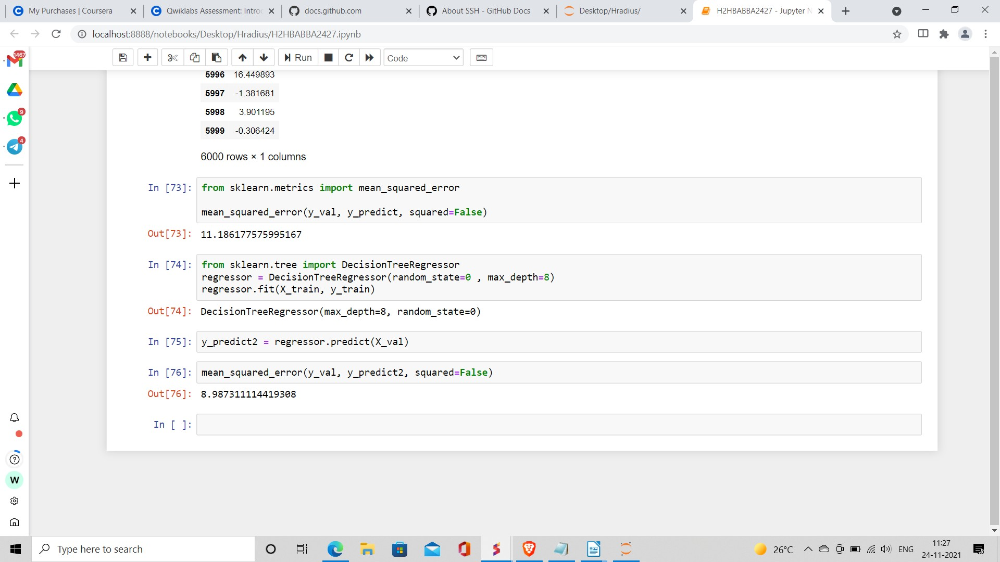 My Purchases | Coursera
Qwiklabs Assessment: Introd
docs.github.com
About SSH - GitHub Docs
Desktop/Hradius/
H2HBABBA2427 - Jupyter N
localhost:8888/notebooks/Desktop/Hradius/H2HBABBA2427.ipynb
1467
9
4
W
Run
Code
5996 16.449893
5997 -1.381681
5998 3.901195
5999 -0.306424
6000 rows × 1 columns
In [73]: from sklearn.metrics import mean_squared_error
mean_squared_error(y_val, y_predict, squared=False)
Out[73]: 11.186177575995167
In [74]: from sklearn.tree import DecisionTreeRegressor
regressor = DecisionTreeRegressor(random_state=0 , max_depth=8)
regressor.fit(X_train, y_train)
Out[74]: DecisionTreeRegressor(max_depth=8, random_state=0)
In [75]: y_predict2 = regressor.predict(X_val)
In [76]: mean_squared_error(y_val, y_predict2, squared=False)
Out[76]: 8.987311114419308
In [ ]:
Type here to search
26°C
ENG
11:27
24-11-2021